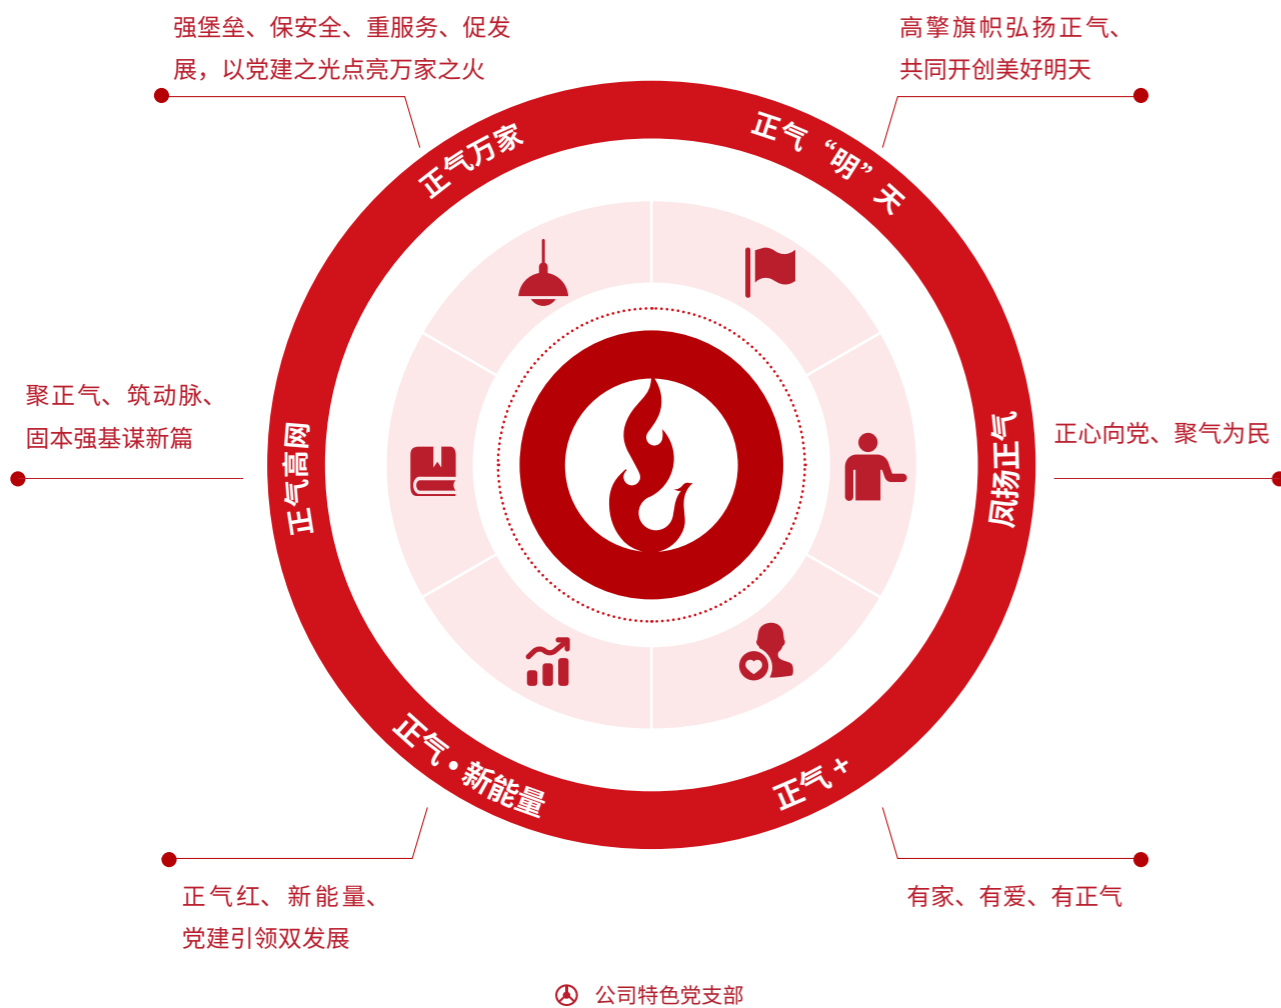 强堡垒、保安全、重服务、促发
展，以党建之光点亮万家之火
高擎旗帜弘扬正气、
共同开创美好明天
正气万家
正气“明”天
聚正气、筑动脉、
固本强基谋新篇
正气高网
凤扬正气
正心向党、聚气为民
正气•新能量
正气+
正气红、新能量、
党建引领双发展
有家、有爱、有正气
公司特色党支部